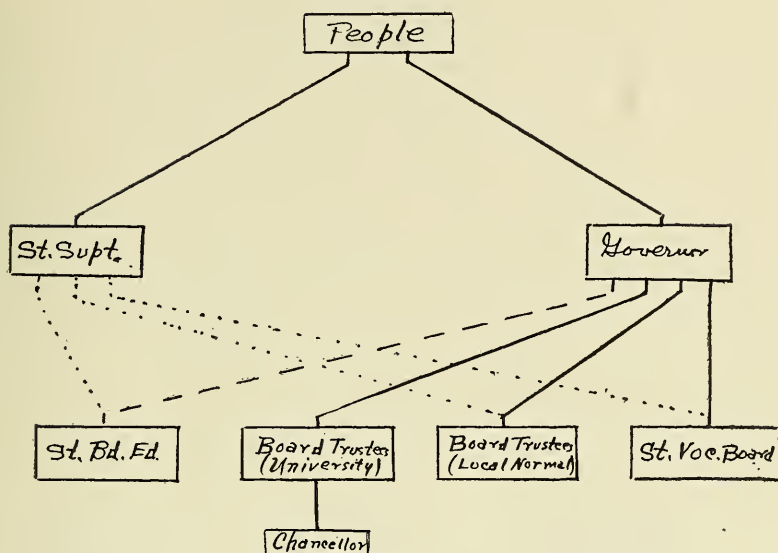 People
St. Supt.
Governor
St. Bd. Ed.
Board Trustees
(University)
Board Trustees
(Local Normal)
St. Voc. Board
Chancellor